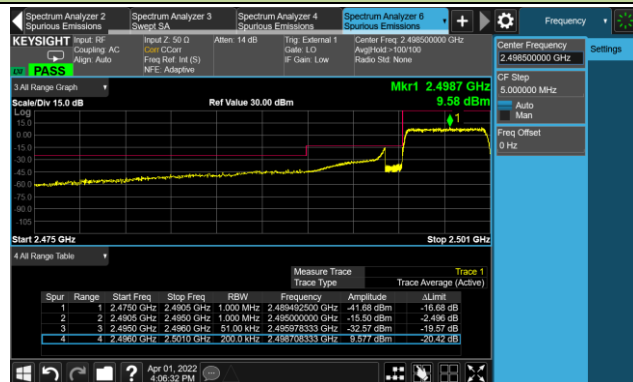 Spectrum Analyzer 2
Spurious Emissions
Spectrum Analyzer 3
Swept SA
Spectrum Analyzer 4
Spurious Emissions
Spectrum Analyzer 6
Spurious Emissions
Frequency
KEYSIGHT
Input: RF
Coupling: AC
Align: Auto
Input Z: 50 Ω
Corr CCorr
Freq Ref: Int (S)
NFE: Adaptive
Atten: 14 dB
Trig: External 1
Gate: LO
IF Gain: Low
Center Freq: 2.498500000 GHz
Avg|Hold:>100/100
Radio Std: None
PASS
Center Frequency
2.498500000 GHz
Settings
CF Step
5.000000 MHz
Auto
Man
Freq Offset
0 Hz
3 All Range Graph
Mkr1 2.4987 GHz
9.58 dBm
Scale/Div 15.0 dB
Ref Value 30.00 dBm
Log
15.0
0.00
-15.0
-30.0
-45.0
-60.0
-75.0
-90.0
-105
1
Start 2.475 GHz
Stop 2.501 GHz
4 All Range Table
Measure Trace Trace 1
Trace Type Trace Average (Active)
Spur Range Start Freq Stop Freq RBW Frequency Amplitude ΔLimit
1 1 2.4750 GHz 2.4905 GHz 1.000 MHz 2.489492500 GHz -41.68 dBm -16.68 dB
2 2 2.4905 GHz 2.4950 GHz 1.000 MHz 2.495000000 GHz -15.50 dBm -2.496 dB
3 3 2.4950 GHz 2.4960 GHz 51.00 kHz 2.495978333 GHz -32.57 dBm -19.57 dB
4 4 2.4960 GHz 2.5010 GHz 200.0 kHz 2.498708333 GHz 9.577 dBm -20.42 dB
Apr 01, 2022
4:06:32 PM